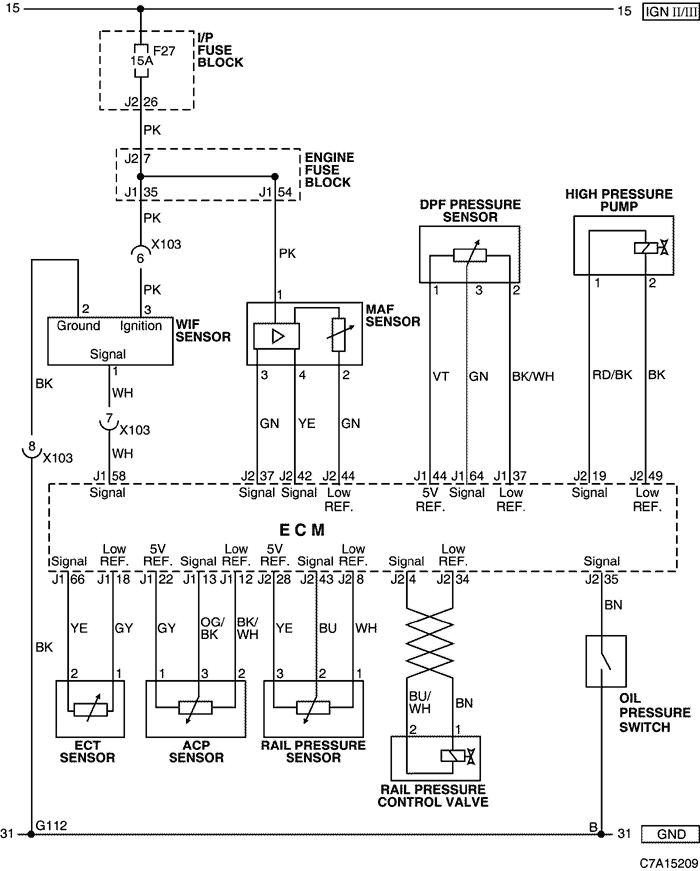 15 15 IGN II/III
I/P
FUSE
BLOCK
F27
15A
J2 26
PK
J2 7
ENGINE
FUSE
BLOCK
J1 35 J1 54
PK PK
X103
6
PK
2 3
Ground Ignition
Signal
WIF
SENSOR
1
BK WH
7
X103
8
X103
WH
1
MAF
SENSOR
3 4 2
GN YE GN
DPF PRESSURE
SENSOR
1 3 2
VT GN BK/WH
HIGH PRESSURE
PUMP
1 2
RD/BK BK
J1 58 J2 37 J2 42 J2 44 J1 44 J1 64 J1 37 J2 19 J2 49
Signal Signal Signal Low
REF. 5V
REF. Signal Low
REF. Signal Signal
ECM
Signal Low
REF. 5V
REF. Signal Low
REF. 5V
REF. Signal Low
REF. Signal Low
REF. Signal
J1 66 J1 18 J1 22 J1 13 J1 12 J2 28 J2 43 J2 8 J2 4 J2 34 J2 35
BK YE GY GY OG/
BK BK/
WH YE BU WH BN
2 1 1 3 2 3 2 1
ECT
SENSOR
ACP
SENSOR
RAIL PRESSURE
SENSOR
BU/
WH BN
2 1
RAIL PRESSURE
CONTROL VALVE
OIL
PRESSURE
SWITCH
31 G112 B 31 GND
C7A15209